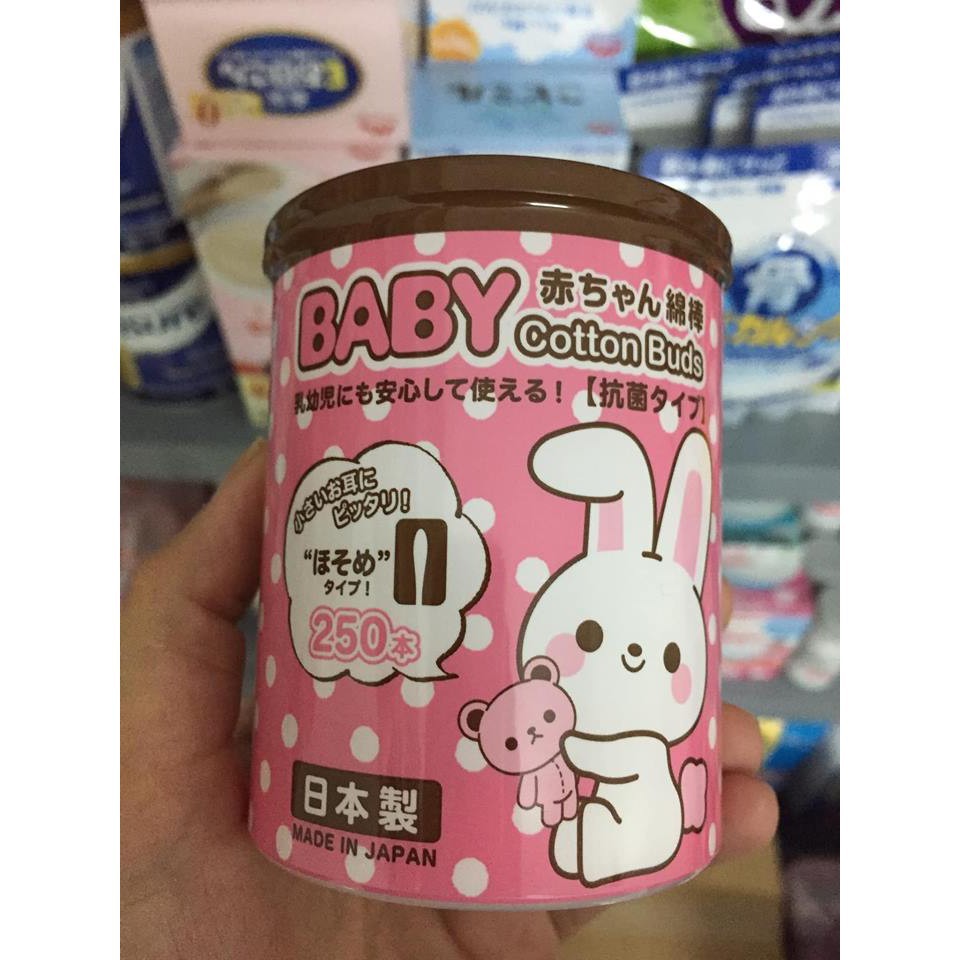 BABY
赤ちゃん綿棒
Cotton Buds
乳幼児にも安心して使える！【抗菌タイプ】
小さいお耳に
ピッタリ！
“ほそめ”
タイプ！
250本
日本製
MADE IN JAPAN
骨